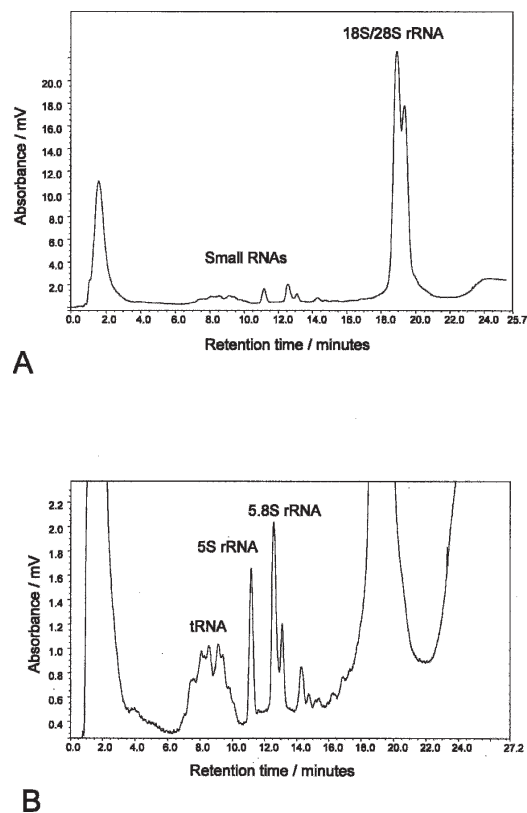 18S/28S rRNA
20.0
18.0
16.0
14.0
12.0
10.0
8.0
6.0
4.0
2.0
Absorbance / mV
Small RNAs
0.0 2.0 4.0 6.0 8.0 10.0 12.0 14.0 16.0 18.0 20.0 22.0 24.0 25.7
Retention time / minutes
A
2.2
2.0
1.8
1.6
1.4
1.2
1.0
0.8
0.6
0.4
Absorbance / mV
5.8S rRNA
5S rRNA
tRNA
0.0 2.0 4.0 6.0 8.0 10.0 12.0 14.0 16.0 18.0 20.0 22.0 24.0 27.2
Retention time / minutes
B